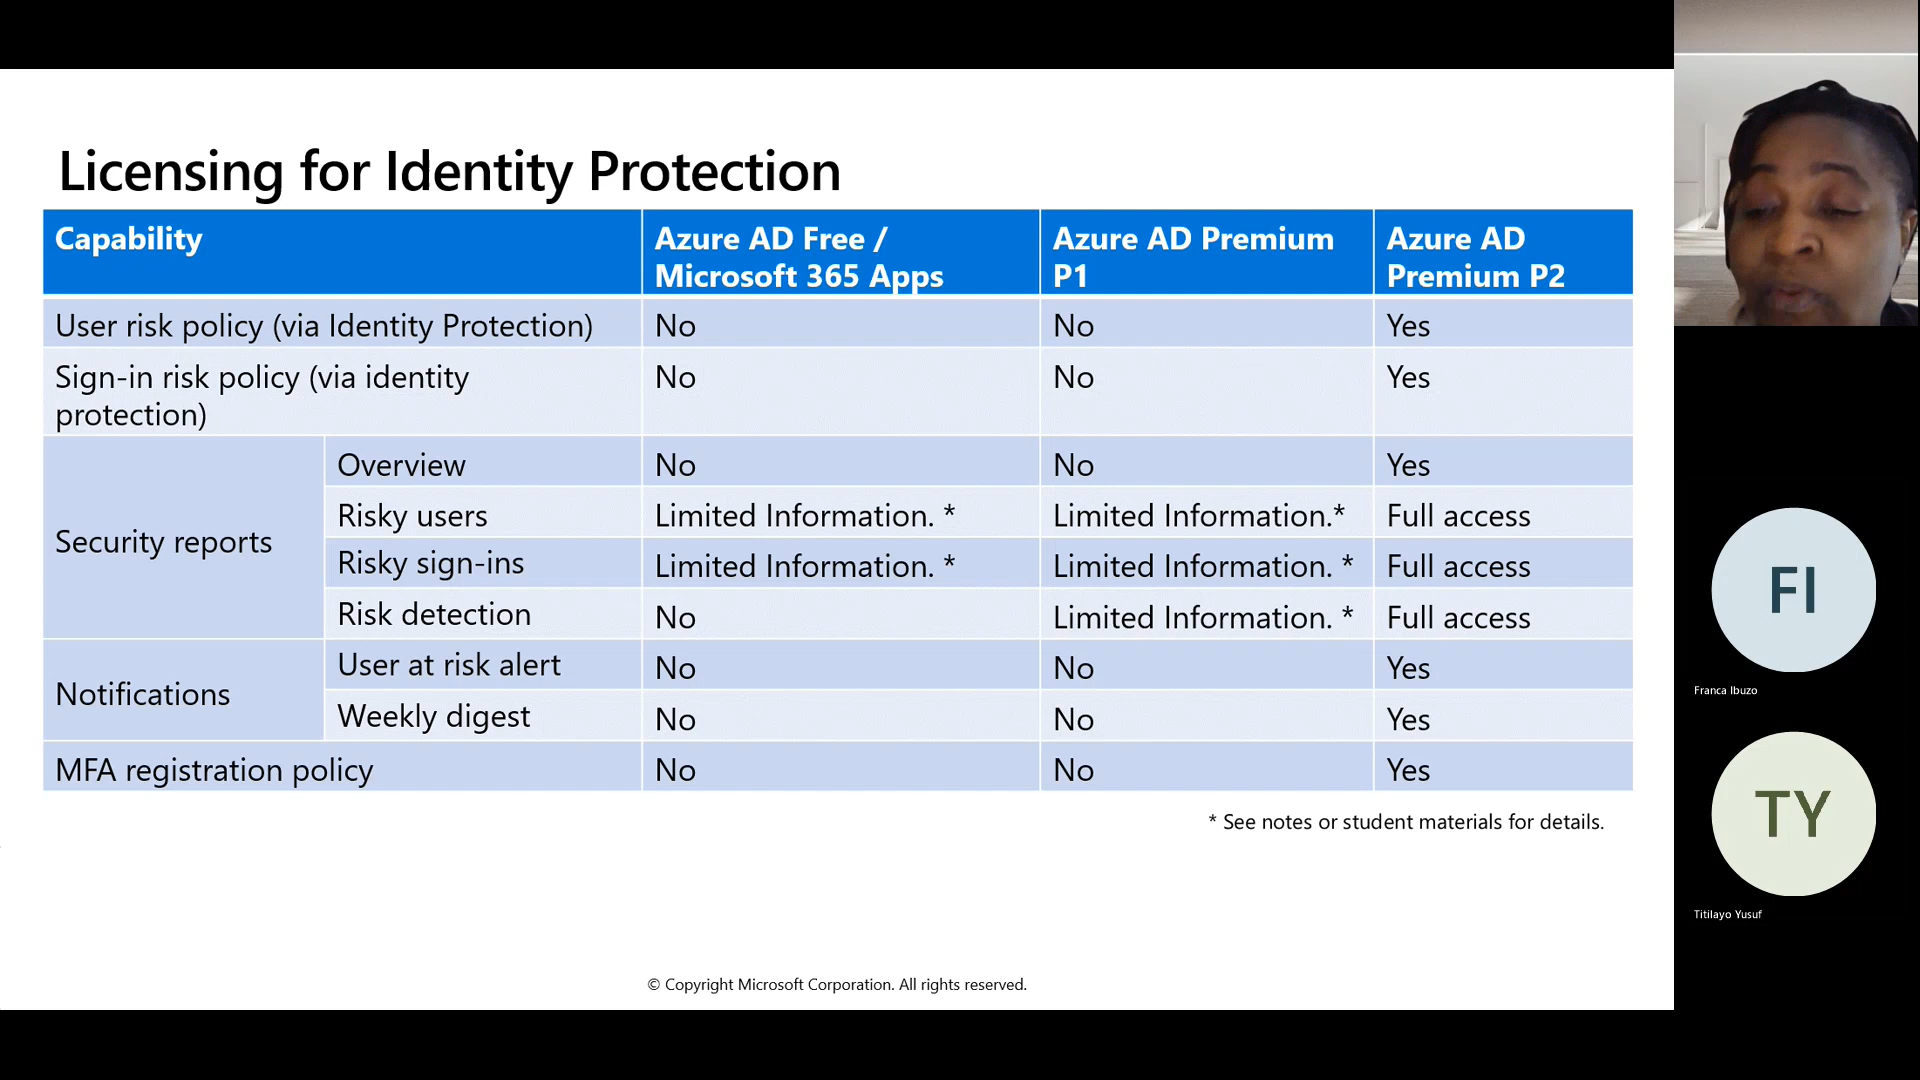 Licensing for Identity Protection
Capability
Azure AD Free /
Microsoft 365 Apps
Azure AD Premium
P1
Azure AD
Premium P2
User risk policy (via Identity Protection)
No
No
Yes
Sign-in risk policy (via identity
protection)
No
No
Yes
Security reports
Overview
No
No
Yes
Risky users
Limited Information. *
Limited Information.*
Full access
Risky sign-ins
Limited Information. *
Limited Information. *
Full access
Risk detection
No
Limited Information. *
Full access
Notifications
User at risk alert
No
No
Yes
Weekly digest
No
No
Yes
MFA registration policy
No
No
Yes
* See notes or student materials for details.
© Copyright Microsoft Corporation. All rights reserved.
FI
Franca Ibuzo
TY
Titilayo Yusuf